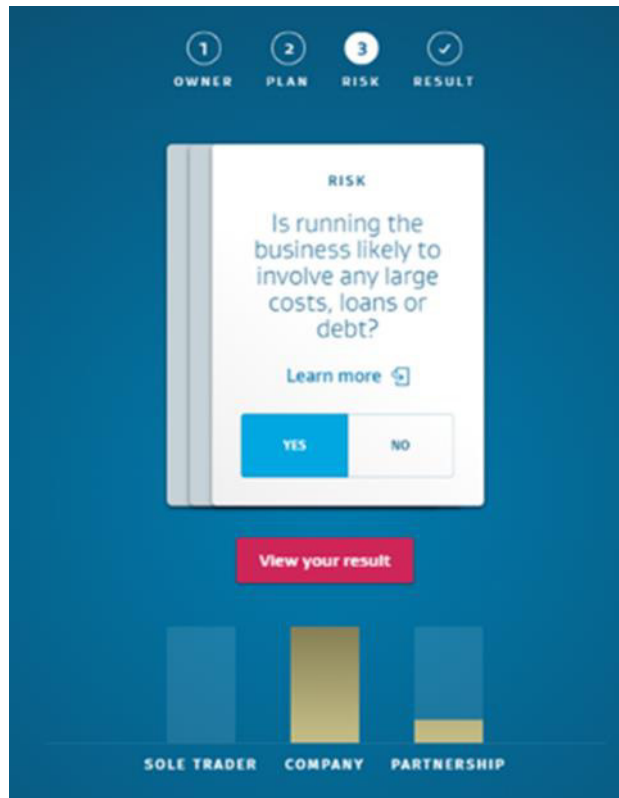 1 2 3
OWNER PLAN RISK RESULT
RISK
Is running the
business likely to
involve any large
costs, loans or
debt?
Learn more
YES NO
View your result
SOLE TRADER COMPANY PARTNERSHIP